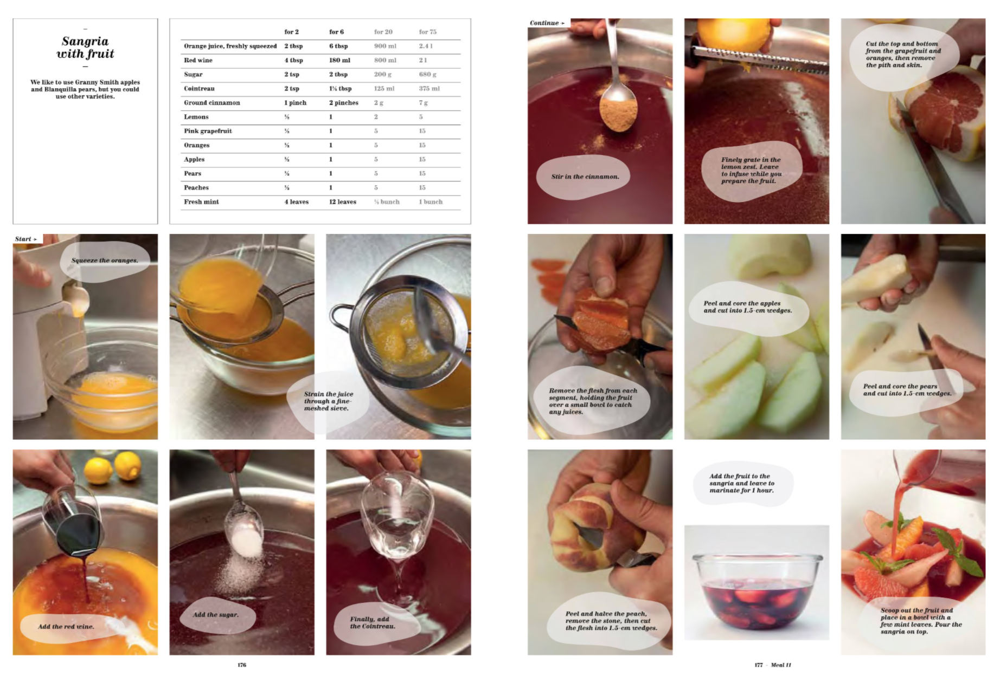 Sangria
with fruit
We like to use Granny Smith apples
and Blanquilla pears, but you could
use other varieties.
for 2 for 6 for 20 for 75
Orange juice, freshly squeezed 2 tbsp 6 tbsp 900 ml 2.4 l
Red wine 4 tbsp 180 ml 800 ml 2 l
Sugar 2 tsp 2 tbsp 200 g 680 g
Cointreau 2 tsp 1½ tbsp 125 ml 375 ml
Ground cinnamon 1 pinch 2 pinches 2 g 7 g
Lemons ½ 1 2 5
Pink grapefruit ½ 1 5 15
Oranges ½ 1 5 15
Apples ½ 1 5 15
Pears ½ 1 5 15
Peaches ½ 1 5 15
Fresh mint 4 leaves 12 leaves ½ bunch 1 bunch
Start →
Squeeze the oranges.
Strain the juice
through a fine-
meshed sieve.
Add the red wine.
Add the sugar.
Finally, add
the Cointreau.
176
Continue →
Stir in the cinnamon.
Finely grate in the
lemon zest. Leave
to infuse while you
prepare the fruit.
Cut the top and bottom
from the grapefruit and
oranges, then remove
the pith and skin.
Remove the flesh from each
segment, holding the fruit
over a small bowl to catch
any juices.
Peel and core the apples
and cut into 1.5-cm wedges.
Peel and core the pears
and cut into 1.5-cm wedges.
Peel and halve the peach,
remove the stone, then cut
the flesh into 1.5-cm wedges.
Add the fruit to the
sangria and leave to
marinate for 1 hour.
Scoop out the fruit and
place in a bowl with a
few mint leaves. Pour the
sangria on top.
177 - Meal 11